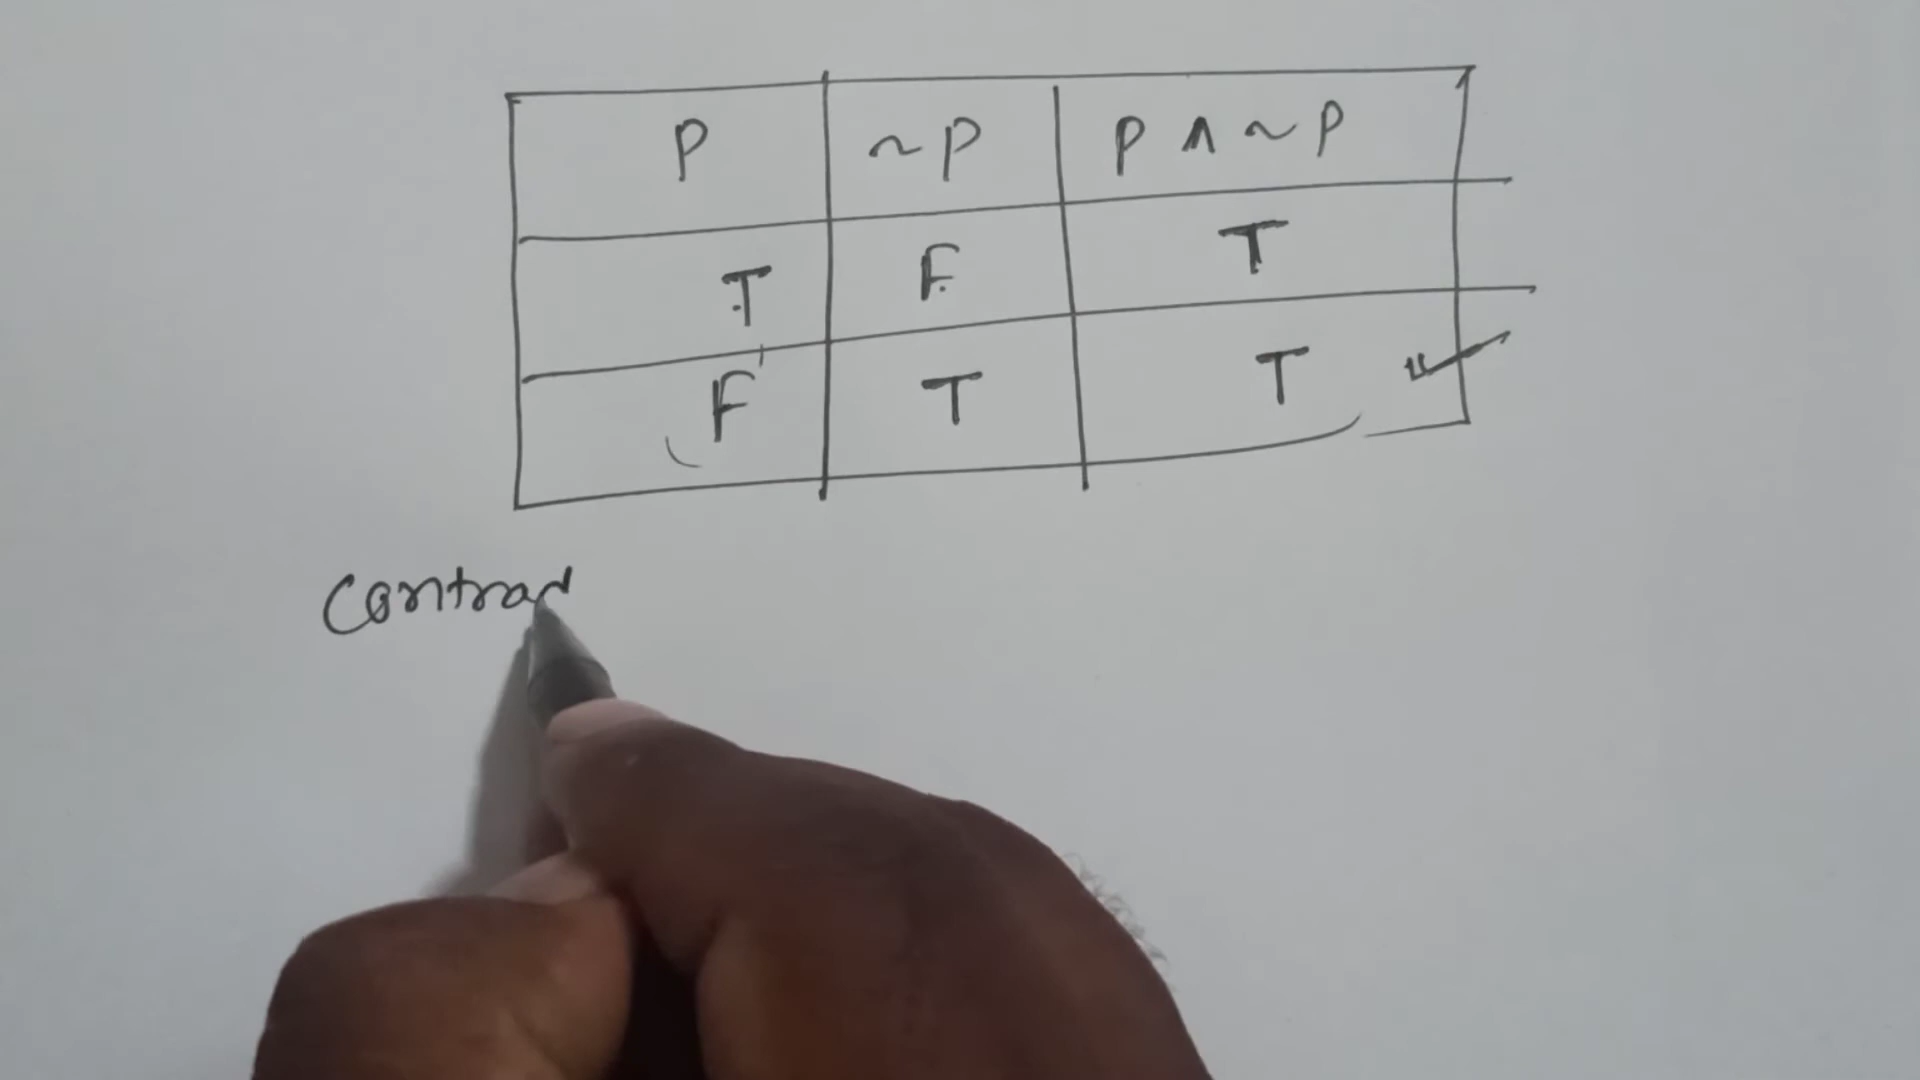 P ~P P ∧ ~P
T F T
F T T
Contrad